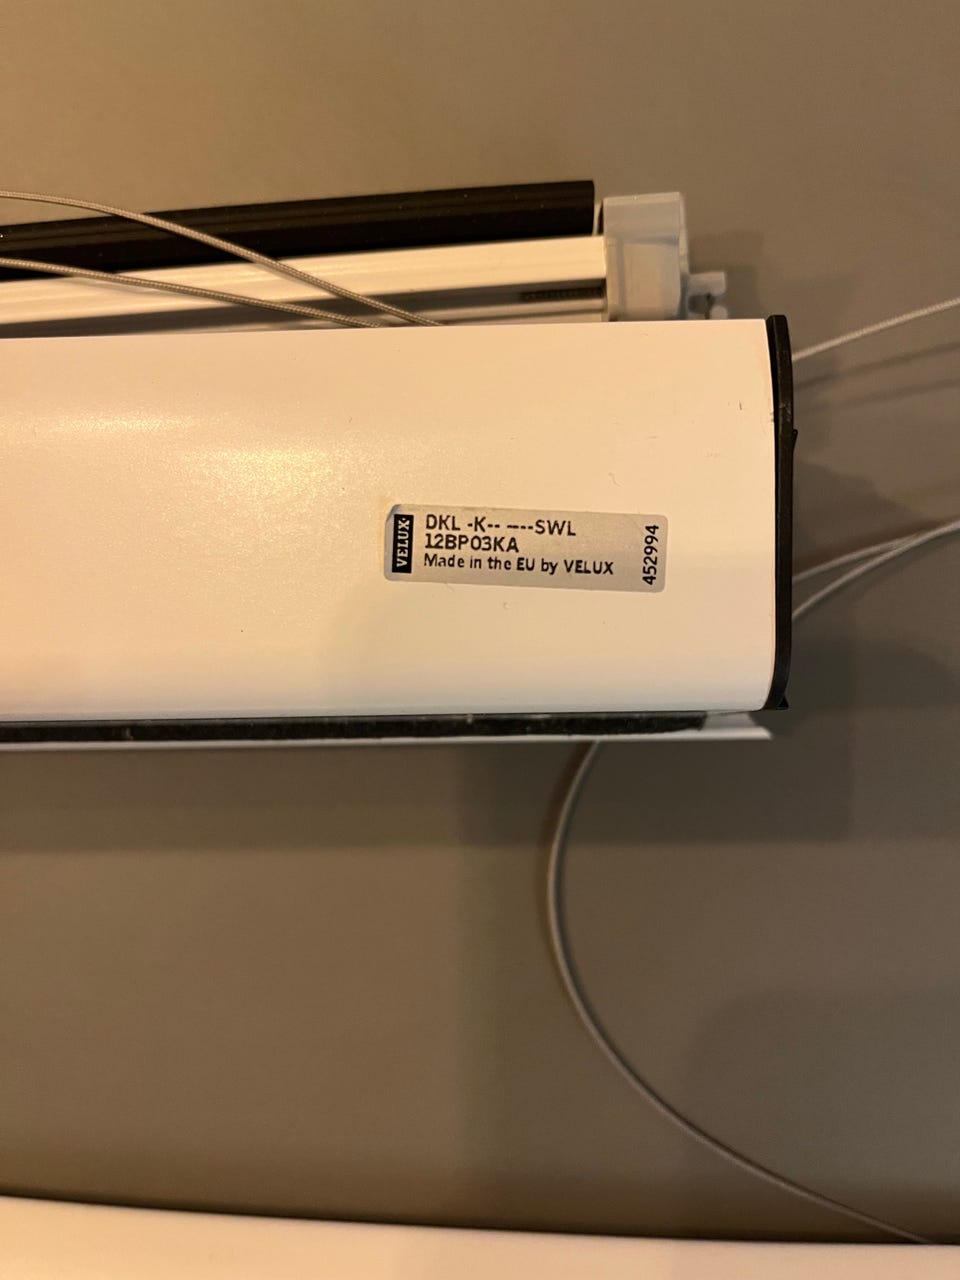 VELUX
DKL -K-- ----SWL
12BP03KA
Made in the EU by VELUX
452994